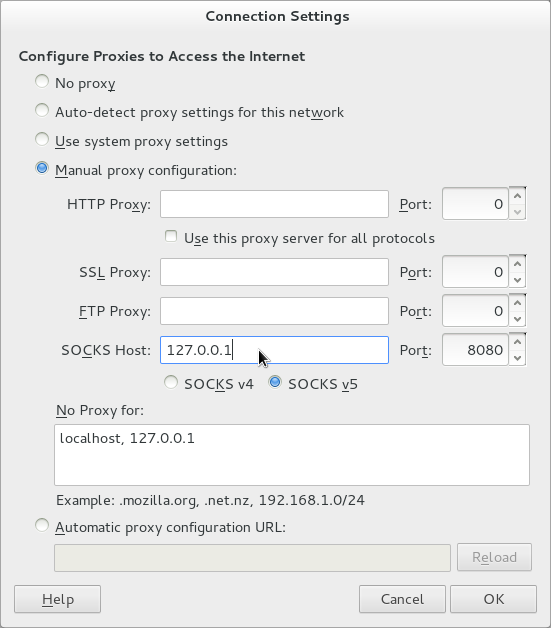 Connection Settings
Configure Proxies to Access the Internet
No proxy
Auto-detect proxy settings for this network
Use system proxy settings
Manual proxy configuration:
HTTP Proxy: Port: 0
Use this proxy server for all protocols
SSL Proxy: Port: 0
FTP Proxy: Port: 0
SOCKS Host: 127.0.0.1 Port: 8080
SOCKS v4 SOCKS v5
No Proxy for:
localhost, 127.0.0.1
Example: .mozilla.org, .net.nz, 192.168.1.0/24
Automatic proxy configuration URL:
Reload
Help Cancel OK